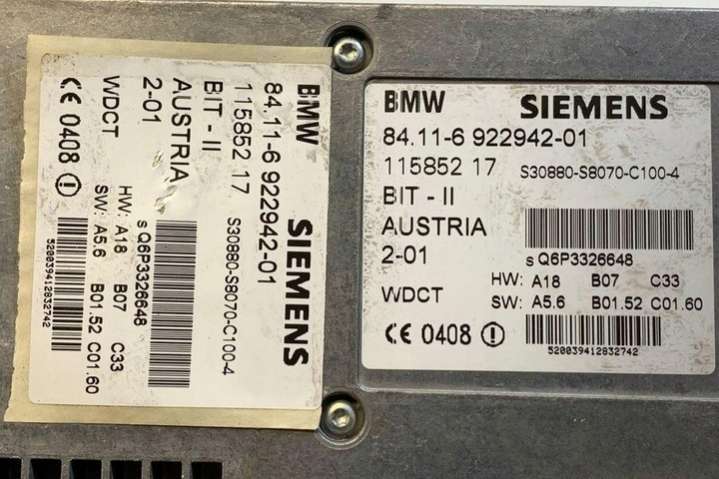 BMW SIEMENS
84.11-6 922942-01
115852 17 S30880-S8070-C100-4
BIT - II
AUSTRIA
2-01
s Q6P3326648
HW: A18 B07 C33
WDCT SW: A5.6 B01.52 C01.60
CE 0408
520039412832742
BMW SIEMENS
84.11-6 922942-01
115852 17 S30880-S8070-C100-4
BIT - II
AUSTRIA
2-01
s Q6P3326648
HW: A18 B07 C33
WDCT SW: A5.6 B01.52 C01.60
CE 0408
520039412832742